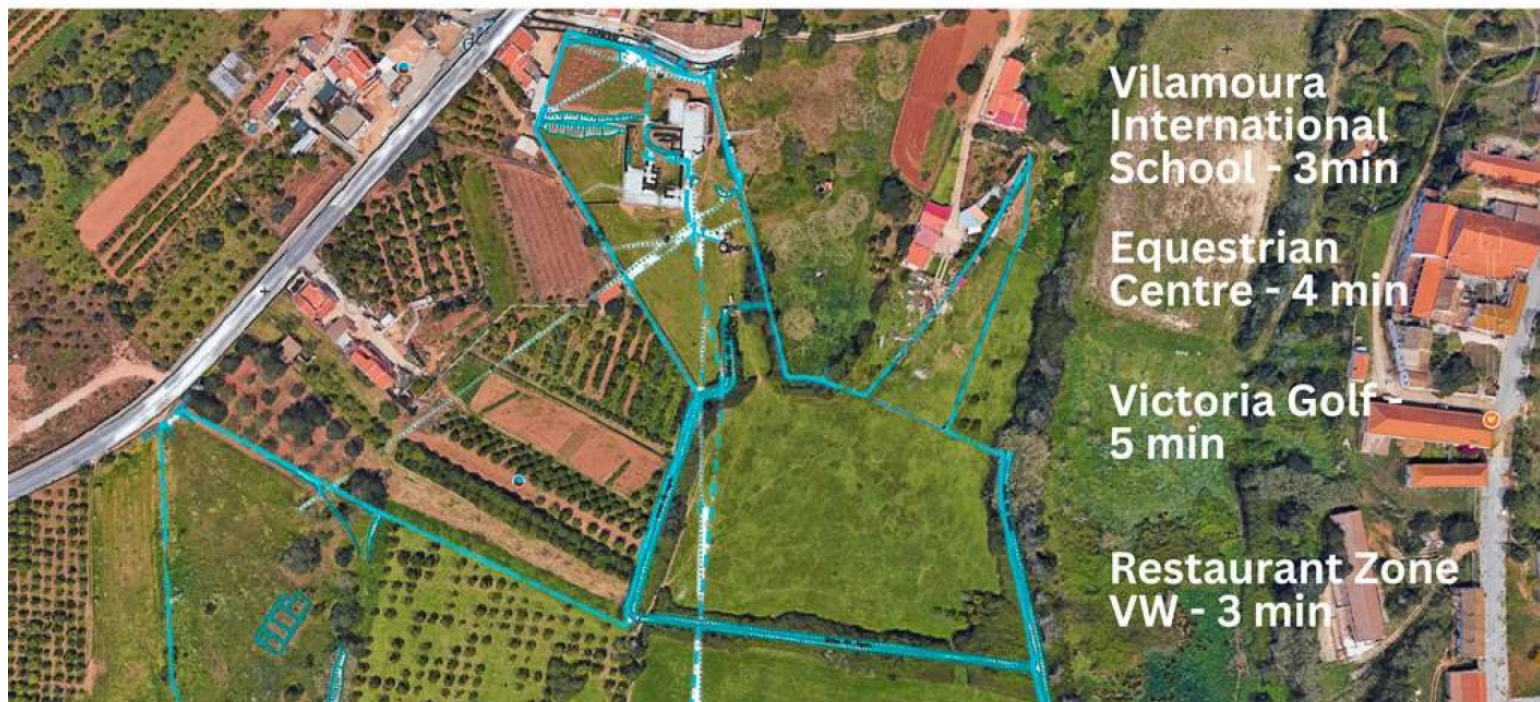 Vilamoura
International
School - 3min
Equestrian
Centre - 4 min
Victoria Golf -
5 min
Restaurant Zone
VW - 3 min